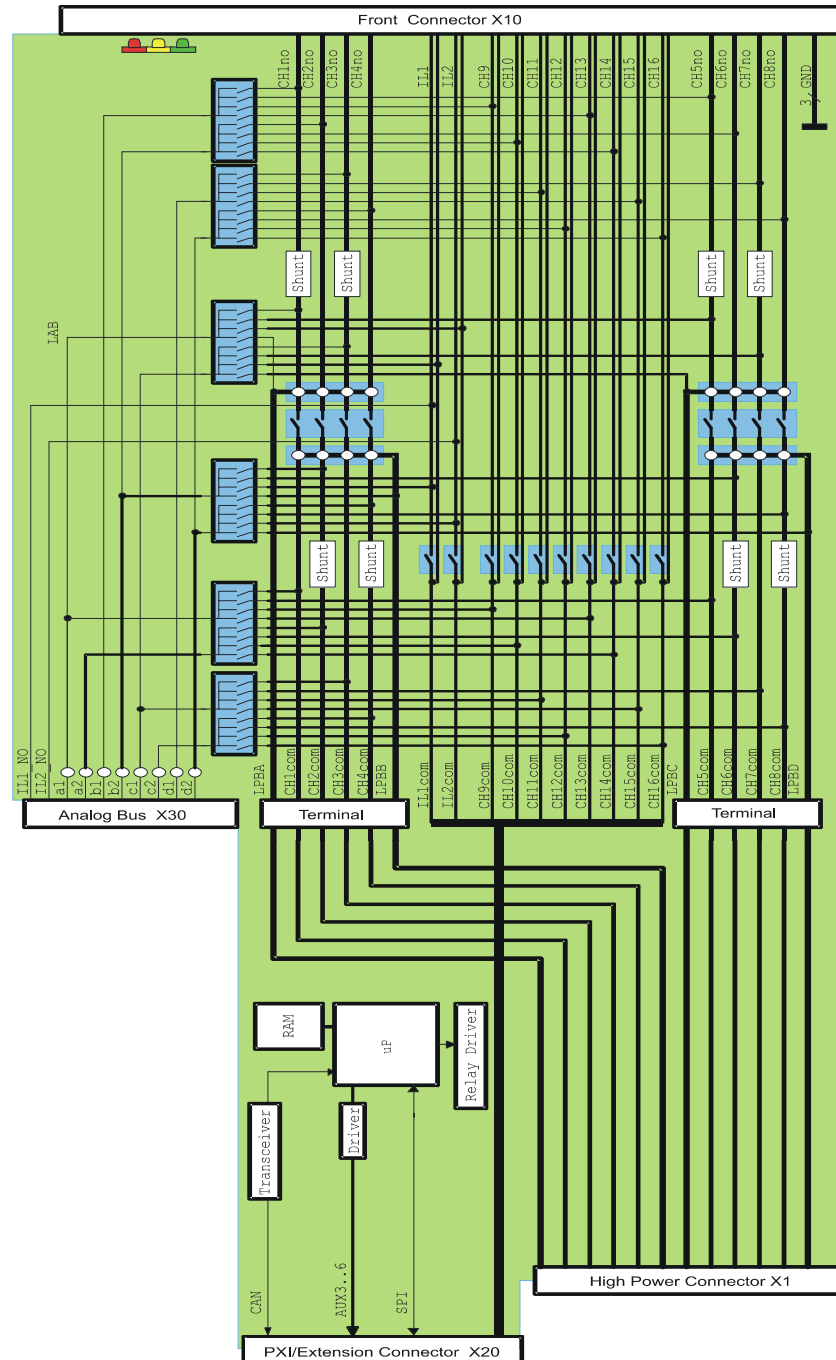 Front Connector X10
CH1no
CH2no
CH3no
CH4no
IL1
IL2
CH9
CH10
CH11
CH12
CH13
CH14
CH15
CH16
CH5no
CH6no
CH7no
CH8no
3,GND
Shunt
Shunt
Shunt
Shunt
LAB
Shunt
Shunt
Shunt
Shunt
IL1_NO
IL2_NO
a1
a2
b1
b2
c1
c2
d1
d2
LPBA
CH1com
CH2com
CH3com
CH4com
LPBB
IL1com
IL2com
CH9com
CH10com
CH11com
CH12com
CH13com
CH14com
CH15com
CH16com
LPBC
CH5com
CH6com
CH7com
CH8com
LPBD
Analog Bus X30
Terminal
Terminal
RAM
uP
Relay Driver
Transceiver
Driver
CAN
AUX3..6
SPI
High Power Connector X1
PXI/Extension Connector X20